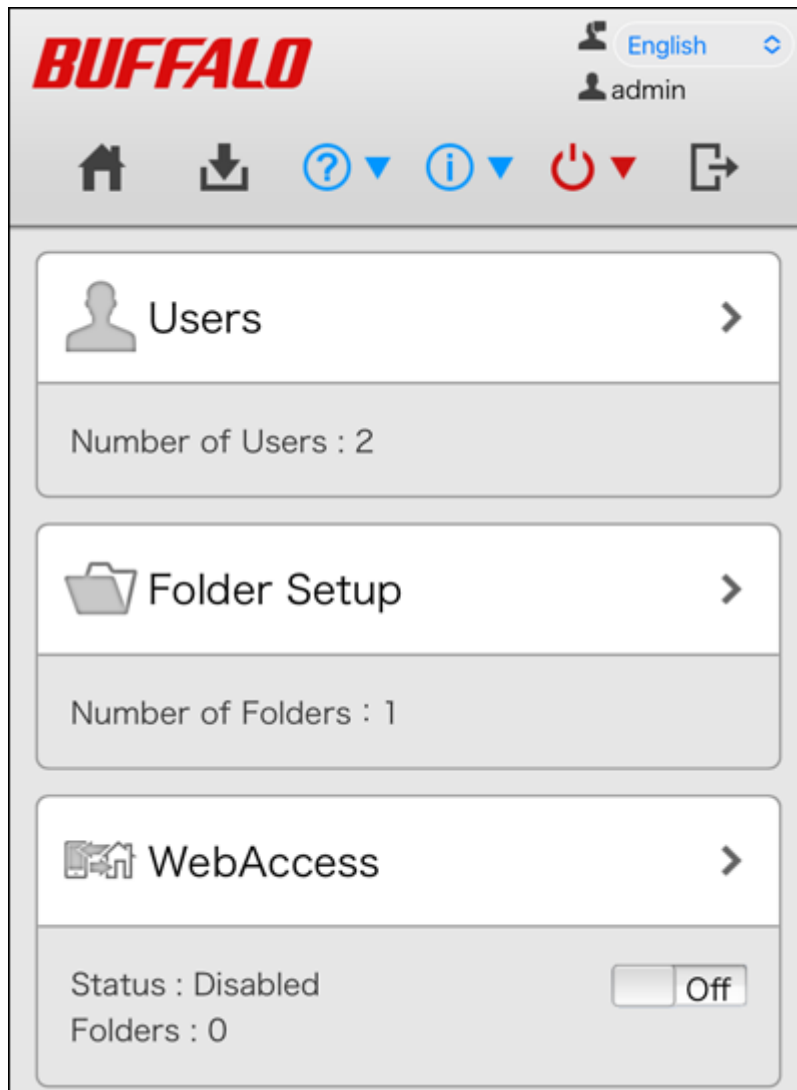 BUFFALO
English
admin
Users
Number of Users : 2
Folder Setup
Number of Folders : 1
WebAccess
Status : Disabled
Off
Folders : 0